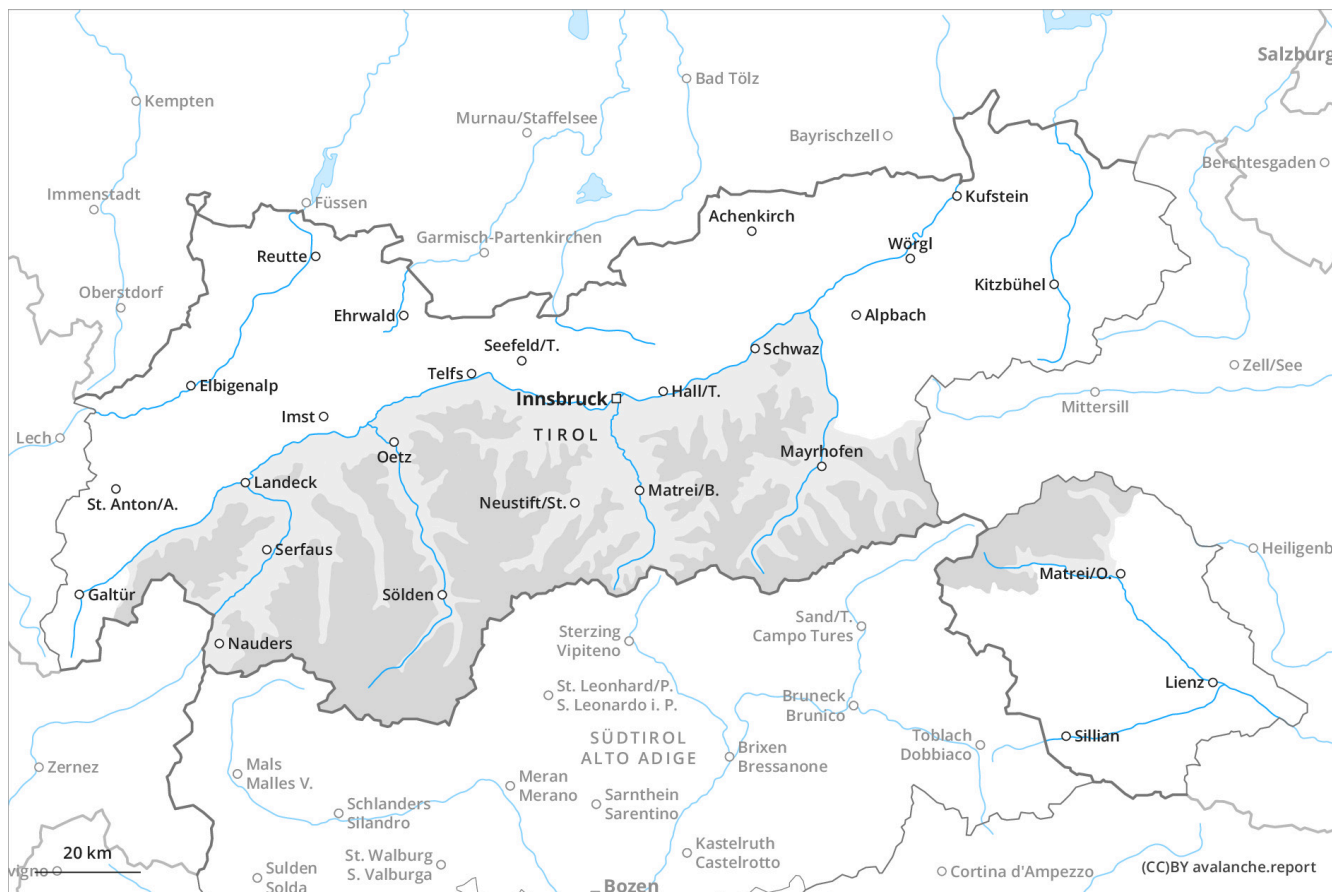 Salzburg
Bad Tölz
Kempten
Murnau/Staffelsee
Bayrischzell
Berchtesgaden
Immenstadt
Füssen
Kufstein
Achenkirch
Garmisch-Partenkirchen
Wörgl
Reutte
Kitzbühel
Oberstdorf
Ehrwald
Alpbach
Seefeld/T.
Schwaz
Zell/See
Telfs
Elbigenalp
Hall/T.
Innsbruck
Mittersill
Imst
TIROL
Lech
Oetz
Mayrhofen
Landeck
Matrei/B.
St. Anton/A.
Neustift/St.
Serfaus
Heiligenb
Matrei/O.
Galtür
Sölden
Sand/T.
Campo Tures
Sterzing
Vipiteno
Nauders
Lienz
St. Leonhard/P.
S. Leonardo i. P.
Bruneck
Brunico
SÜDTIROL
ALTO ADIGE
Toblach
Dobbiaco
Sillian
Brixen
Bressanone
Zernez
Mals
Malles V.
Meran
Merano
Schlanders
Silandro
Sarnthein
Sarentino
Kastelruth
Castelrotto
20 km
St. Walburg
S. Valburga
vigno
Sulden
Solda
Cortina d'Ampezzo
(CC)BY avalanche.report
Bozen